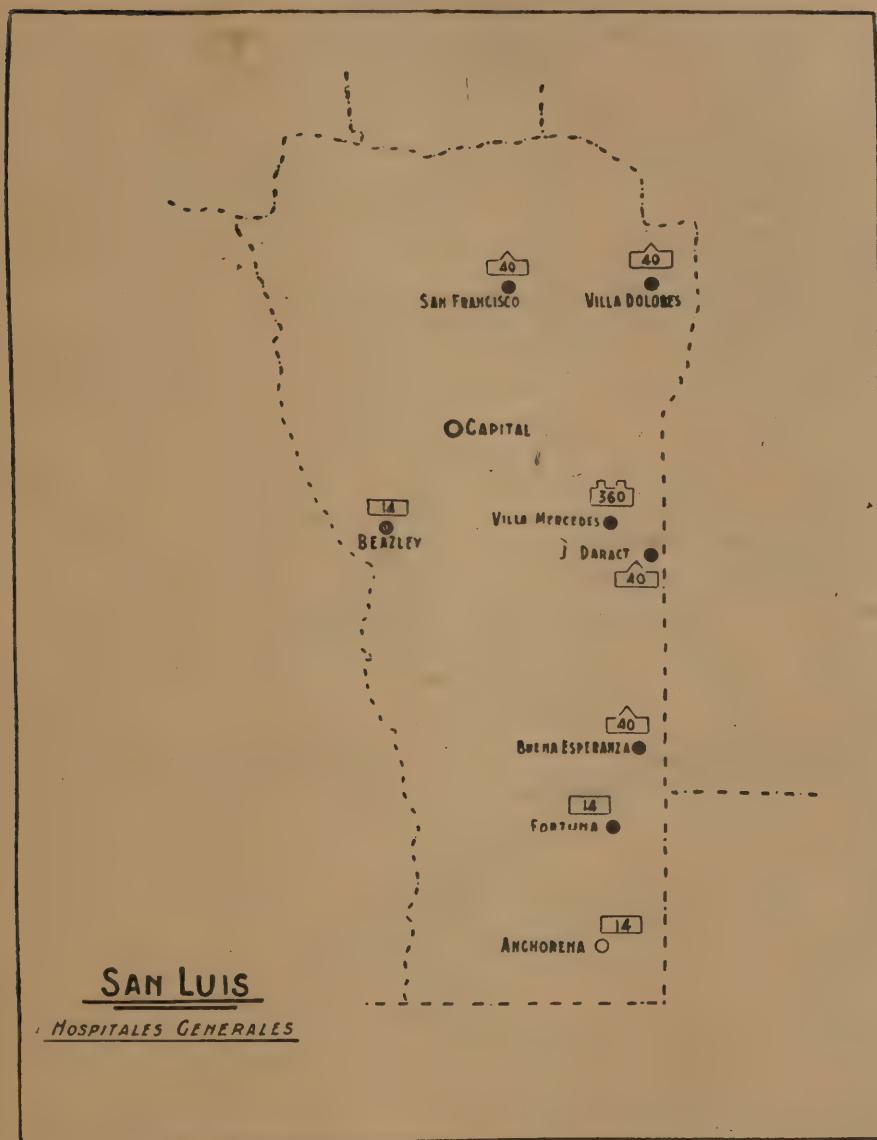 40
40
SAN FRANCISCO
VILLA DOLORES
CAPITAL
360
14
VILLA MERCEDES
BEAZLEY
J DARACT
40
40
BUENA ESPERANZA
14
FORTUNA
14
ANCHORENA
SAN LUIS
HOSPITALES GENERALES